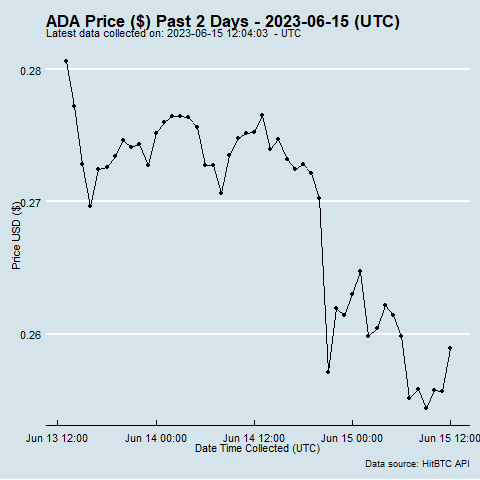 ADA Price ($) Past 2 Days - 2023-06-15 (UTC)
Latest data collected on: 2023-06-15 12:04:03 - UTC
0.28
0.27
0.26
Price USD ($)
Jun 13 12:00 Jun 14 00:00 Jun 14 12:00 Jun 15 00:00 Jun 15 12:00
Date Time Collected (UTC)
Data source: HitBTC API